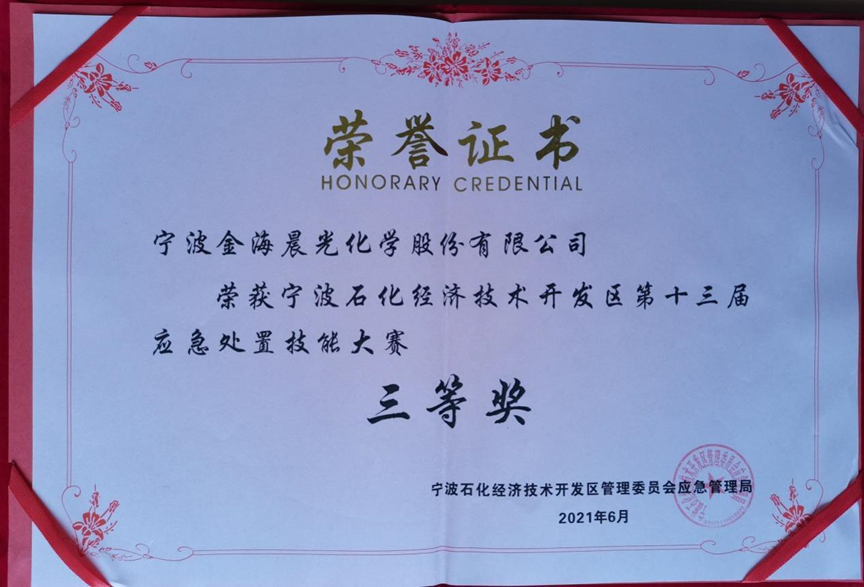 荣誉证书
HONORARY CREDENTIAL
宁波金海晨光化学股份有限公司
荣获宁波石化经济技术开发区第十三届
应急处置技能大赛
三等奖
宁波石化经济技术开发区管理委员会应急管理局
2021年6月